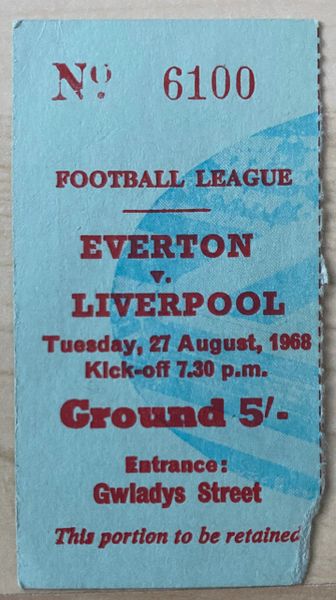 Nº 6100
FOOTBALL LEAGUE
EVERTON
v.
LIVERPOOL
Tuesday, 27 August, 1968
Kick-off 7.30 p.m.
Ground 5/-
Entrance:
Gwladys Street
This portion to be retained